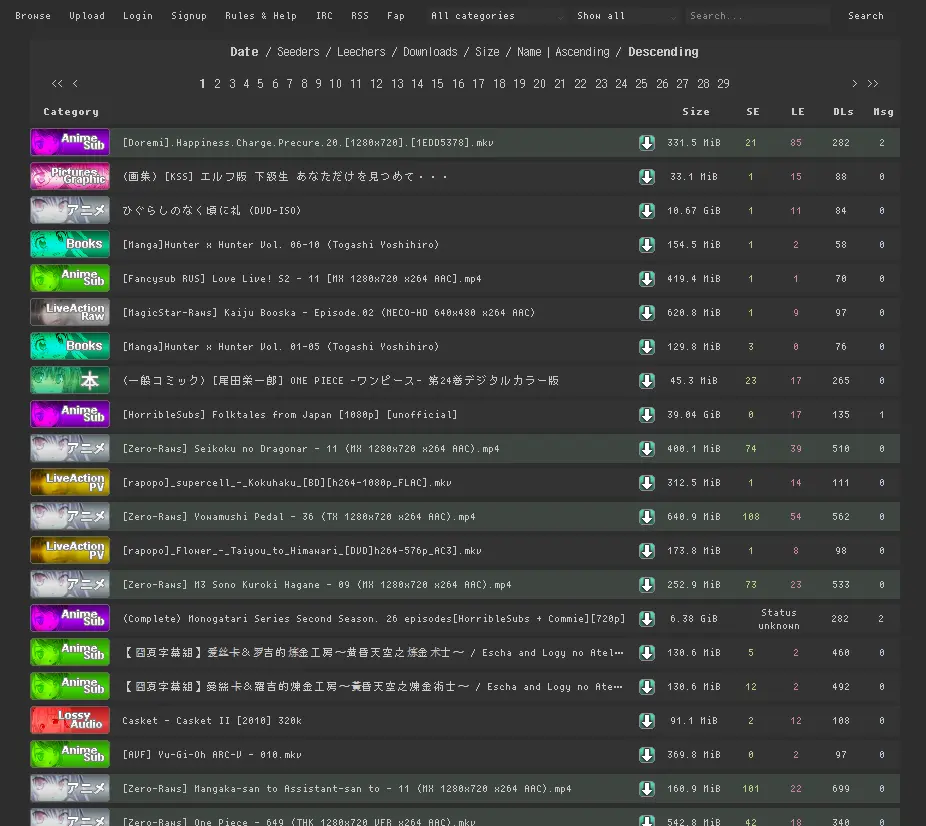 Browse Upload Login Signup Rules & Help IRC RSS Fap All categories Show all Search... Search
Date / Seeders / Leechers / Downloads / Size / Name | Ascending / Descending
<< < 1 2 3 4 5 6 7 8 9 10 11 12 13 14 15 16 17 18 19 20 21 22 23 24 25 26 27 28 29 > >>
Category Size SE LE DLs Msg
Anime Sub [Doremi].Happiness.Charge.Precure.20.[1280x720].[1EDD5378].mkv 331.5 MiB 21 85 282 2
Pictures Graphic (画集) [KSS] エルフ版 下級生 あなただけを見つめて・・・ 33.1 MiB 1 15 88 0
アニメ ひぐらしのなく頃に礼 (DVD-ISO) 10.67 GiB 1 11 84 0
Books [Manga]Hunter x Hunter Vol. 06-10 (Togashi Yoshihiro) 154.5 MiB 1 2 58 0
Anime Sub [Fancysub RUS] Love Live! S2 - 11 [MX 1280x720 x264 AAC].mp4 419.4 MiB 1 1 70 0
LiveAction Raw [MagicStar-Raws] Kaiju Booska - Episode.02 (NECO-HD 640x480 x264 AAC) 620.8 MiB 1 9 97 0
Books [Manga]Hunter x Hunter Vol. 01-05 (Togashi Yoshihiro) 129.8 MiB 3 0 76 0
本 (一般コミック) [尾田栄一郎] ONE PIECE -ワンピース- 第24巻デジタルカラー版 45.3 MiB 23 17 265 0
Anime Sub [HorribleSubs] Folktales from Japan [1080p] [unofficial] 39.04 GiB 0 17 135 1
アニメ [Zero-Raws] Seikoku no Dragonar - 11 (MX 1280x720 x264 AAC).mp4 400.1 MiB 74 39 510 0
LiveAction PV [rapopo]_supercell_-_Kokuhaku_[BD][h264-1080p_FLAC].mkv 312.5 MiB 1 14 111 0
アニメ [Zero-Raws] Yowamushi Pedal - 36 (TX 1280x720 x264 AAC).mp4 640.9 MiB 108 54 562 0
LiveAction PV [rapopo]_Flower_-_Taiyou_to_Himawari_[DVD]h264-576p_AC3].mkv 173.8 MiB 1 8 98 0
アニメ [Zero-Raws] M3 Sono Kuroki Hagane - 09 (MX 1280x720 x264 AAC).mp4 252.9 MiB 73 23 533 0
Anime Sub (Complete) Monogatari Series Second Season. 26 episodes[HorribleSubs + Commie][720p] 6.38 GiB Status unknown 282 2
Anime Sub 【囧夏字幕組】爱丝卡&罗吉的炼金工房～黄昏天空之炼金术士～ / Escha and Logy no Atel… 130.6 MiB 5 2 460 0
Anime Sub 【囧夏字幕組】愛絲卡&羅吉的煉金工房～黃昏天空之煉金術士～ / Escha and Logy no Ate… 130.6 MiB 12 2 492 0
Lossy Audio Casket - Casket II [2010] 320k 91.1 MiB 2 12 108 0
Anime Sub [AVF] Yu-Gi-Oh ARC-V - 010.mkv 369.8 MiB 0 2 97 0
アニメ [Zero-Raws] Mangaka-san to Assistant-san to - 11 (MX 1280x720 x264 AAC).mp4 160.9 MiB 101 22 699 0
アニメ [Zero-Raws] One Piece - 649 (THK 1280x720 VFR x264 AAC).mkv 542.8 MiB 42 18 340 0